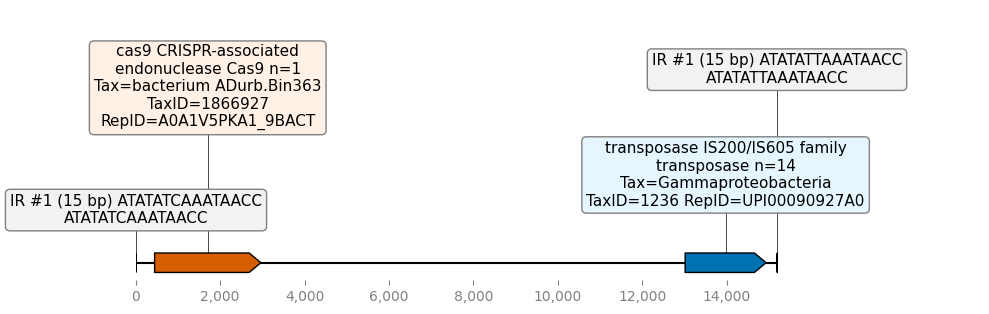 cas9 CRISPR-associated
endonuclease Cas9 n=1
Tax=bacterium ADurb.Bin363
TaxID=1866927
RepID=A0A1V5PKA1_9BACT
IR #1 (15 bp) ATATATTAAATAACC
ATATATTAAATAACC
transposase IS200/IS605 family
transposase n=14
Tax=Gammaproteobacteria
TaxID=1236 RepID=UPI00090927A0
IR #1 (15 bp) ATATATCAAATAACC
ATATATCAAATAACC
0
2,000
4,000
6,000
8,000
10,000
12,000
14,000